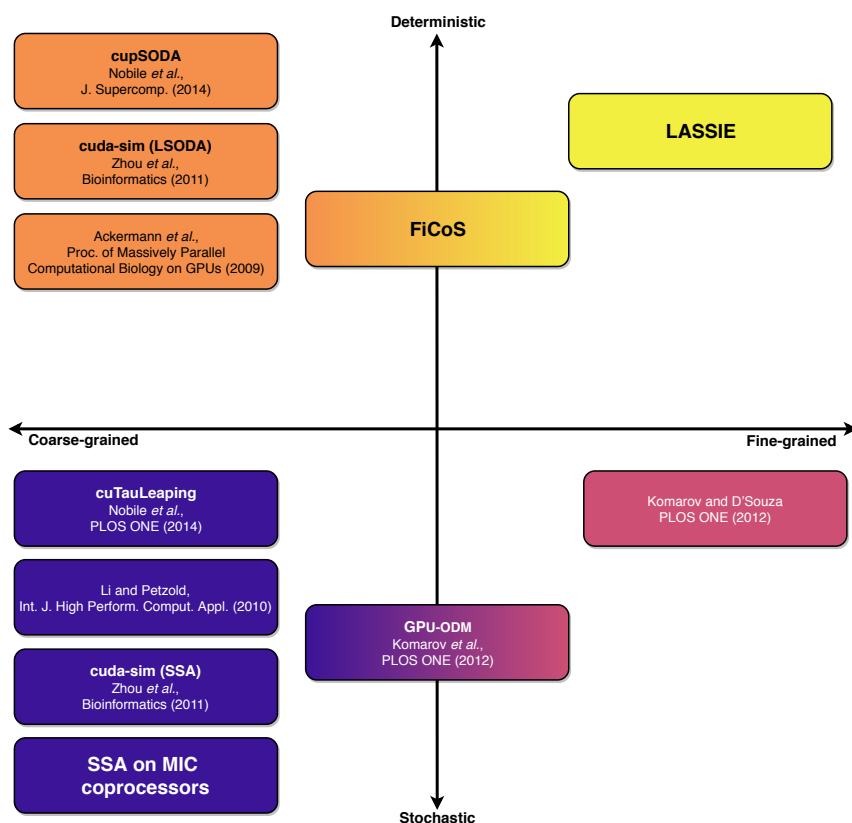 Deterministic
cupSODA
Nobile et al.,
J. Supercomp. (2014)
LASSIE
cuda-sim (LSODA)
Zhou et al.,
Bioinformatics (2011)
FiCoS
Ackermann et al.,
Proc. of Massively Parallel
Computational Biology on GPUs (2009)
Coarse-grained
Fine-grained
cuTauLeaping
Nobile et al.,
PLOS ONE (2014)
Komarov and D'Souza
PLOS ONE (2012)
Li and Petzold,
Int. J. High Perform. Comput. Appl. (2010)
GPU-ODM
Komarov et al.,
PLOS ONE (2012)
cuda-sim (SSA)
Zhou et al.,
Bioinformatics (2011)
SSA on MIC
coprocessors
Stochastic